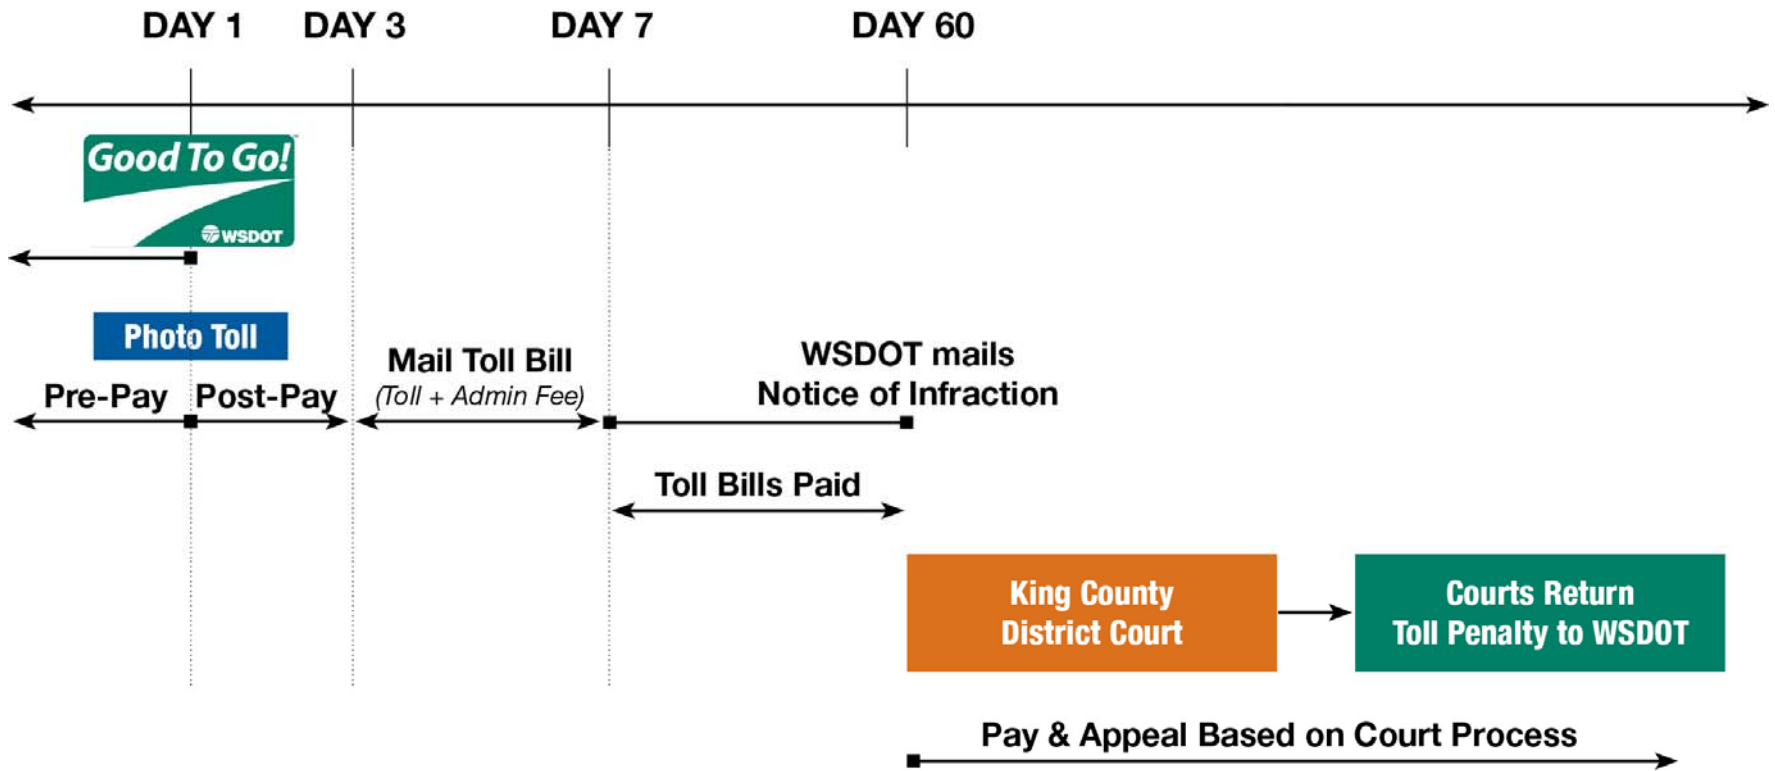 DAY 1
DAY 3
DAY 7
DAY 60
Good To Go!
WSDOT
Photo Toll
Pre-Pay
Post-Pay
Mail Toll Bill
(Toll + Admin Fee)
WSDOT mails
Notice of Infraction
Toll Bills Paid
King County
District Court
Courts Return
Toll Penalty to WSDOT
Pay & Appeal Based on Court Process